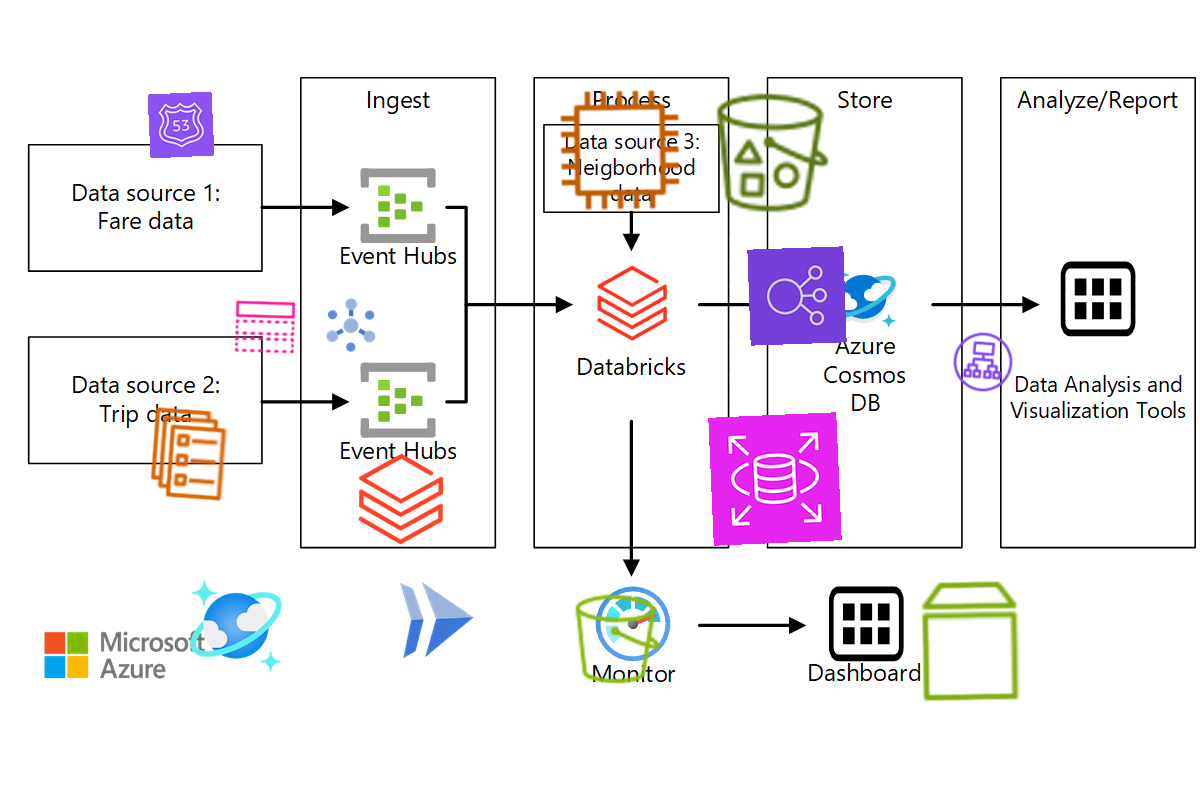 Ingest
Process
Store
Analyze/Report
53
Data source 1:
Fare data
Data source 3:
Neigborhood
data
Event Hubs
Data source 2:
Trip data
Databricks
Azure
Cosmos
DB
Data Analysis and
Visualization Tools
Event Hubs
Microsoft
Azure
Monitor
Dashboard